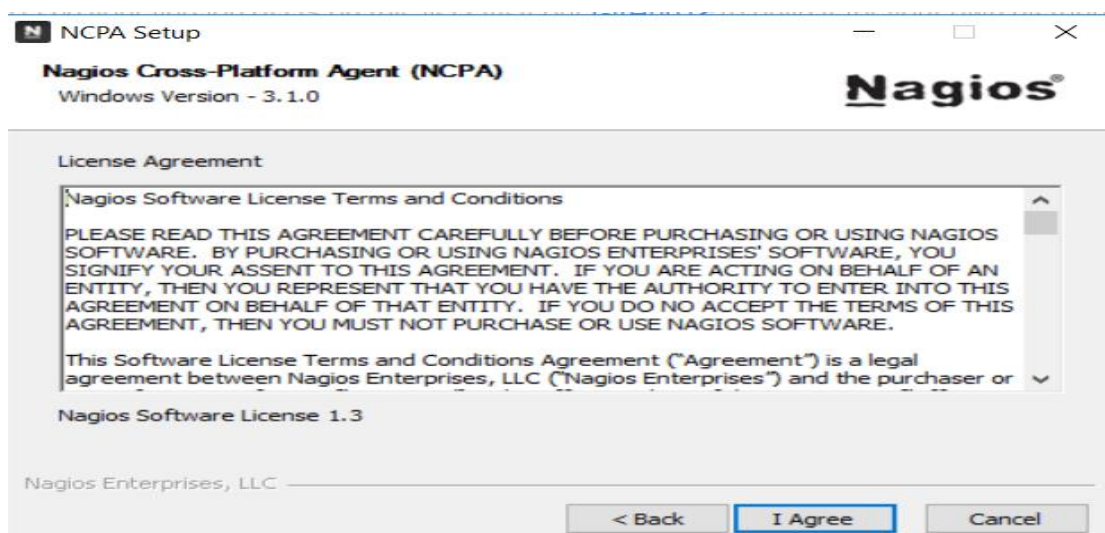 NCPA Setup
Nagios Cross-Platform Agent (NCPA)
Windows Version - 3.1.0
Nagios®
License Agreement
Nagios Software License Terms and Conditions
PLEASE READ THIS AGREEMENT CAREFULLY BEFORE PURCHASING OR USING NAGIOS
SOFTWARE. BY PURCHASING OR USING NAGIOS ENTERPRISES' SOFTWARE, YOU
SIGNIFY YOUR ASSENT TO THIS AGREEMENT. IF YOU ARE ACTING ON BEHALF OF AN
ENTITY, THEN YOU REPRESENT THAT YOU HAVE THE AUTHORITY TO ENTER INTO THIS
AGREEMENT ON BEHALF OF THAT ENTITY. IF YOU DO NO ACCEPT THE TERMS OF THIS
AGREEMENT, THEN YOU MUST NOT PURCHASE OR USE NAGIOS SOFTWARE.
This Software License Terms and Conditions Agreement ("Agreement") is a legal
agreement between Nagios Enterprises, LLC ("Nagios Enterprises") and the purchaser or
Nagios Software License 1.3
Nagios Enterprises, LLC
< Back
I Agree
Cancel